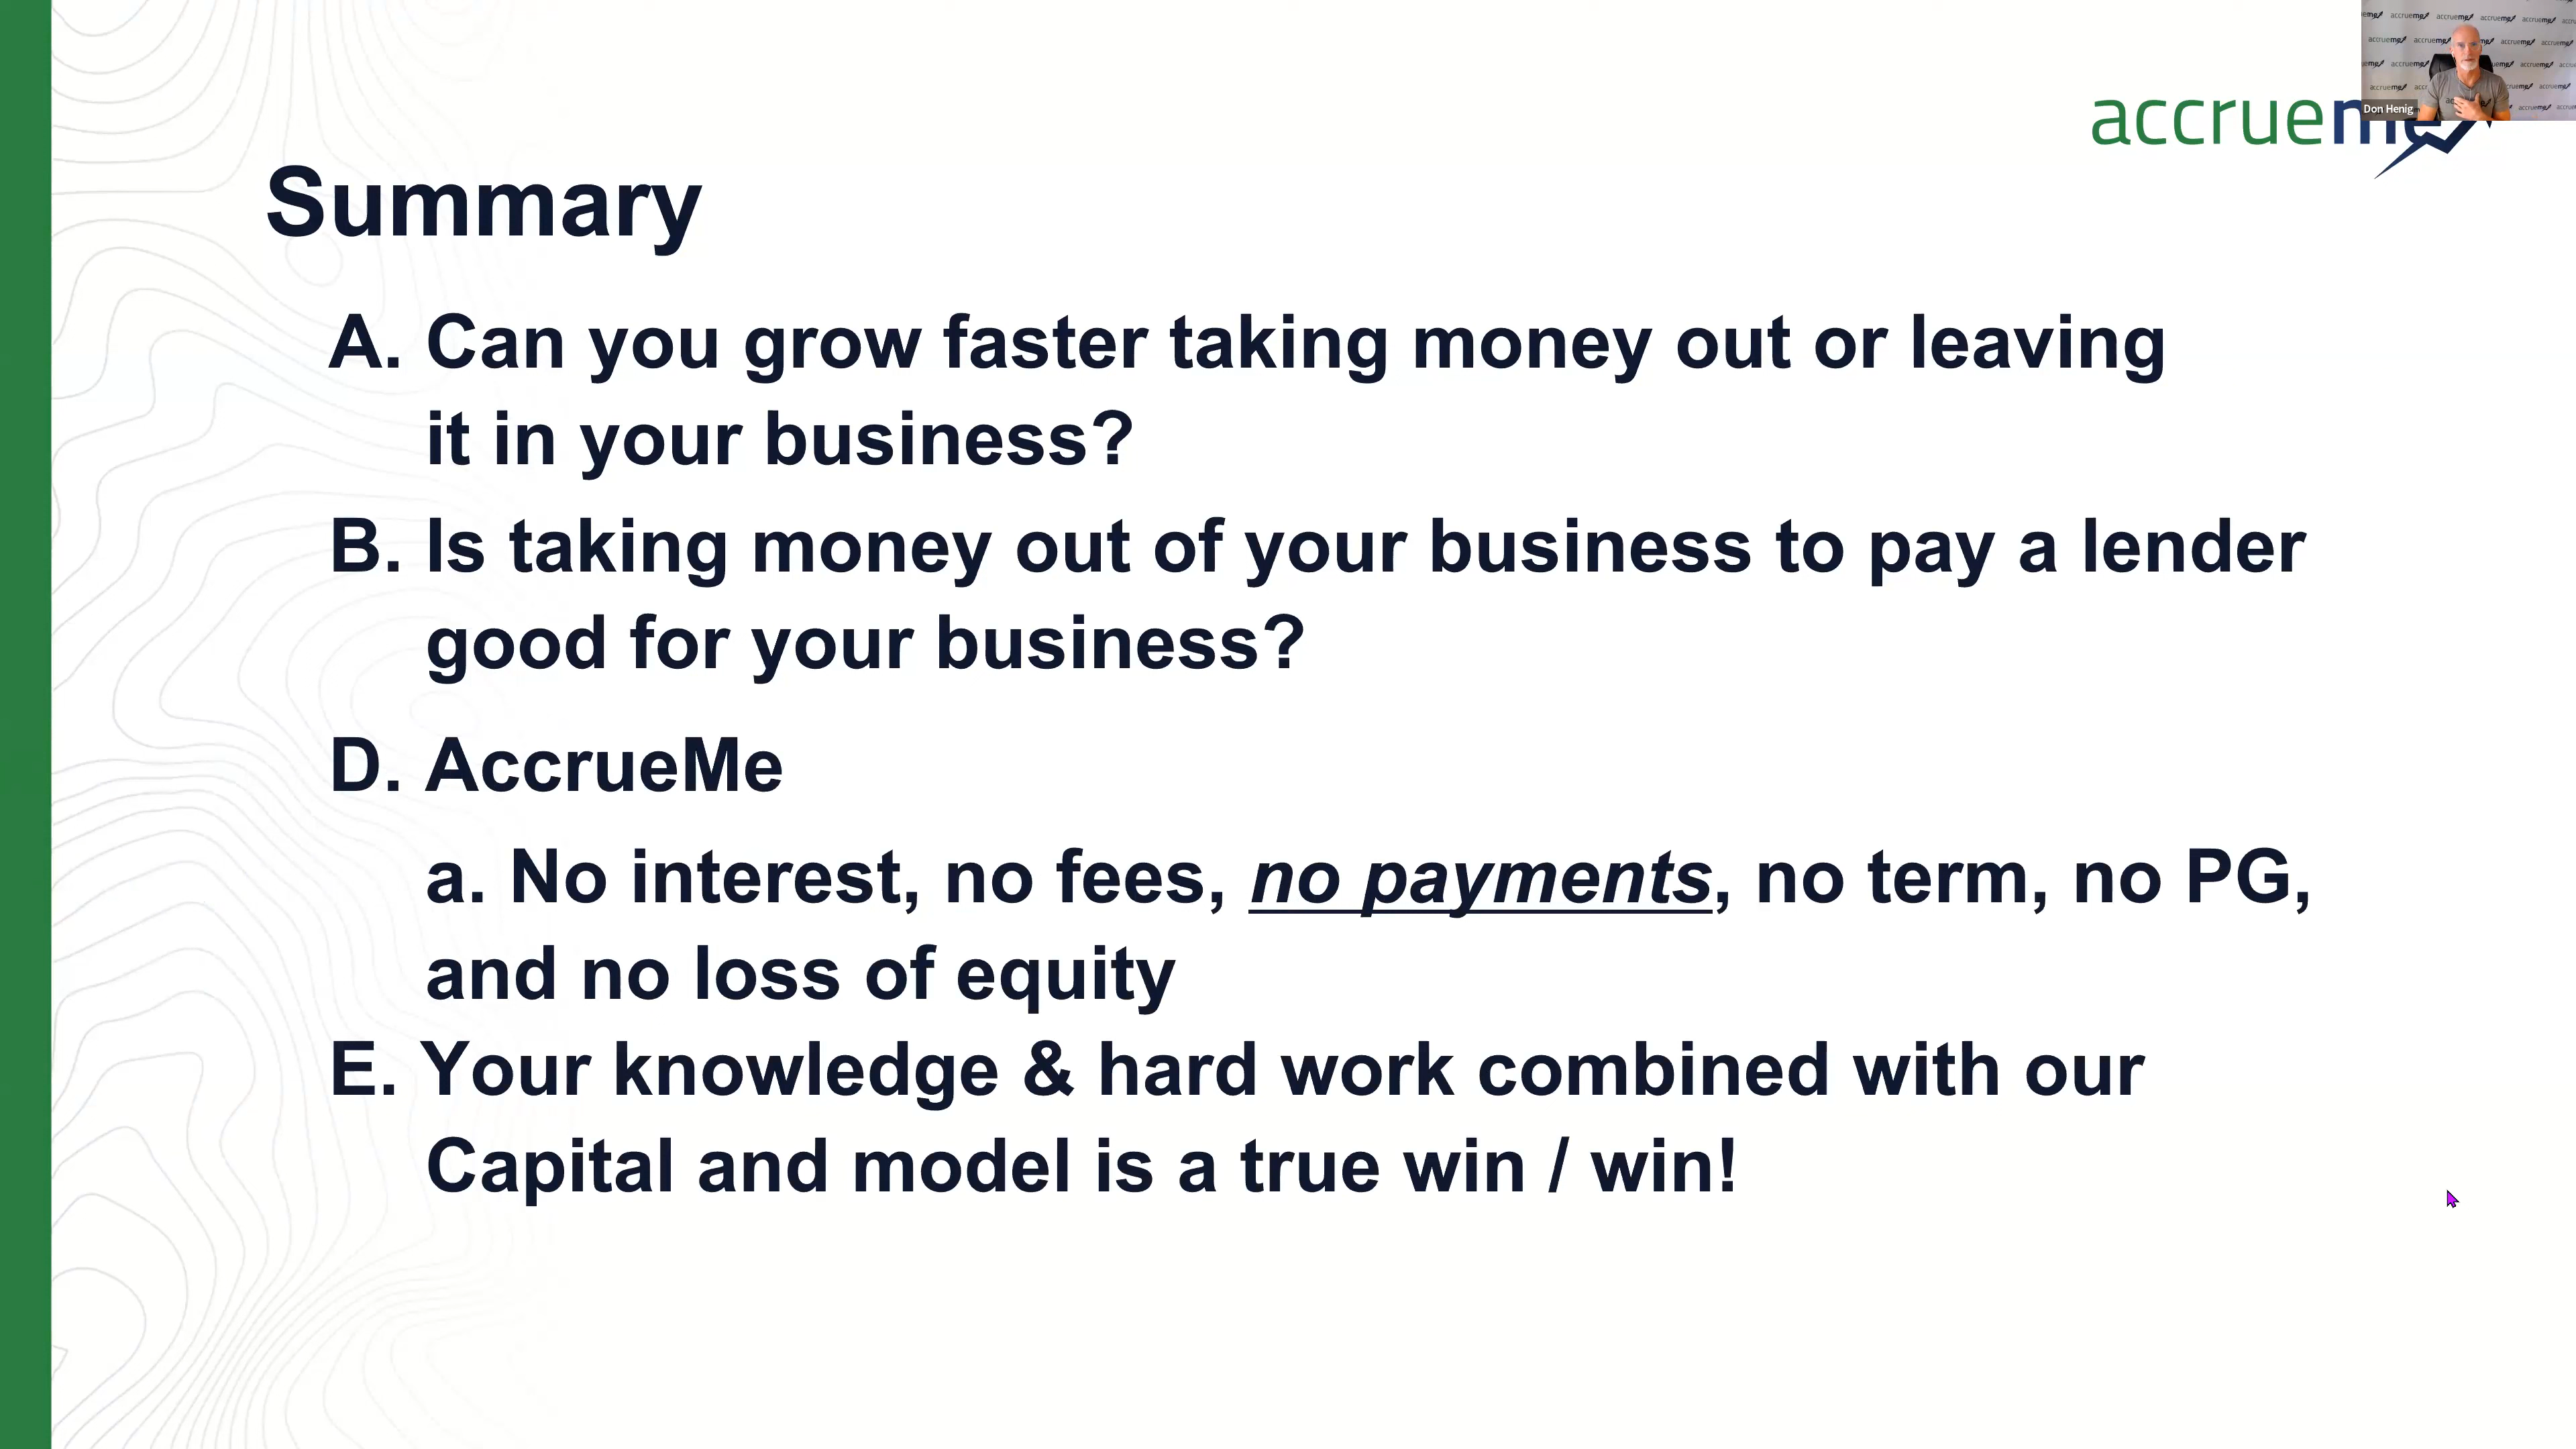 accrueme
Don Henig
Summary
A. Can you grow faster taking money out or leaving
it in your business?
B. Is taking money out of your business to pay a lender
good for your business?
D. AccrueMe
a. No interest, no fees, no payments, no term, no PG,
and no loss of equity
E. Your knowledge & hard work combined with our
Capital and model is a true win / win!